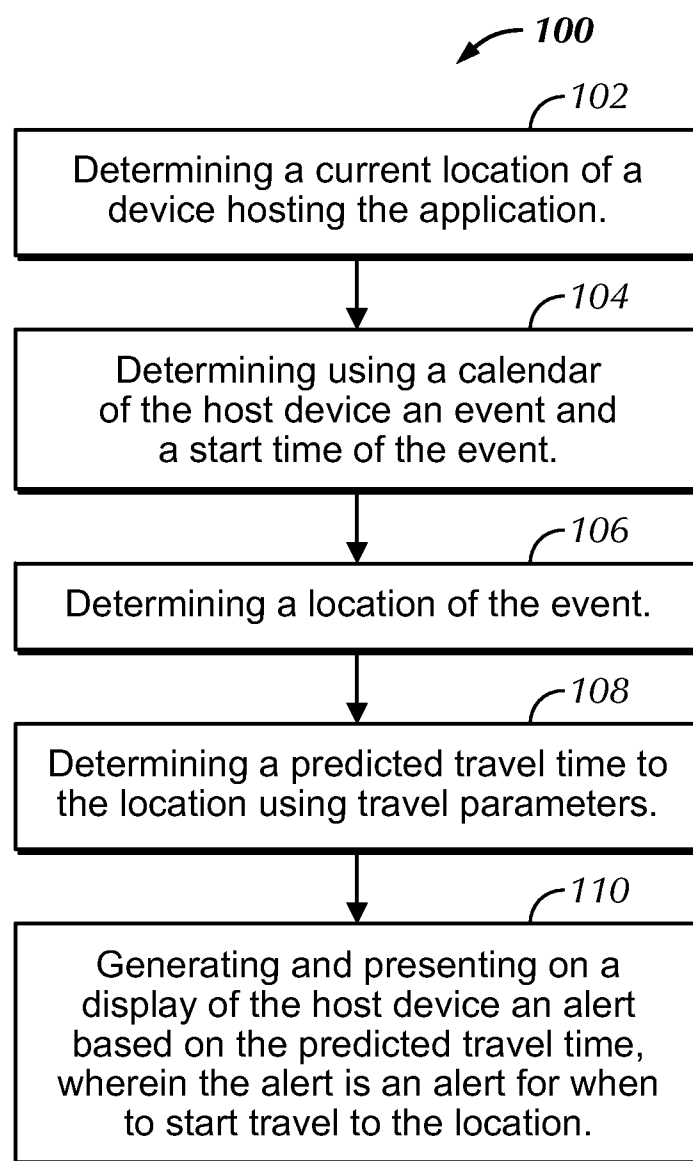 100
102
Determining a current location of a
device hosting the application.
104
Determining using a calendar
of the host device an event and
a start time of the event.
106
Determining a location of the event.
108
Determining a predicted travel time to
the location using travel parameters.
110
Generating and presenting on a
display of the host device an alert
based on the predicted travel time,
wherein the alert is an alert for when
to start travel to the location.